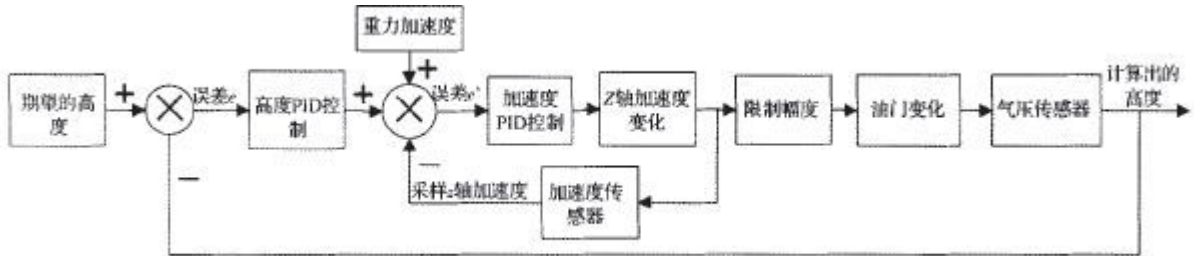 重力加速度
期望的高
度
+
误差e
高度PID控
制
+
+
误差e'
加速度
PID控制
Z轴加速度
变化
限制幅度
油门变化
气压传感器
计算出的
高度
—
—
采样z轴加速度
加速度传
感器